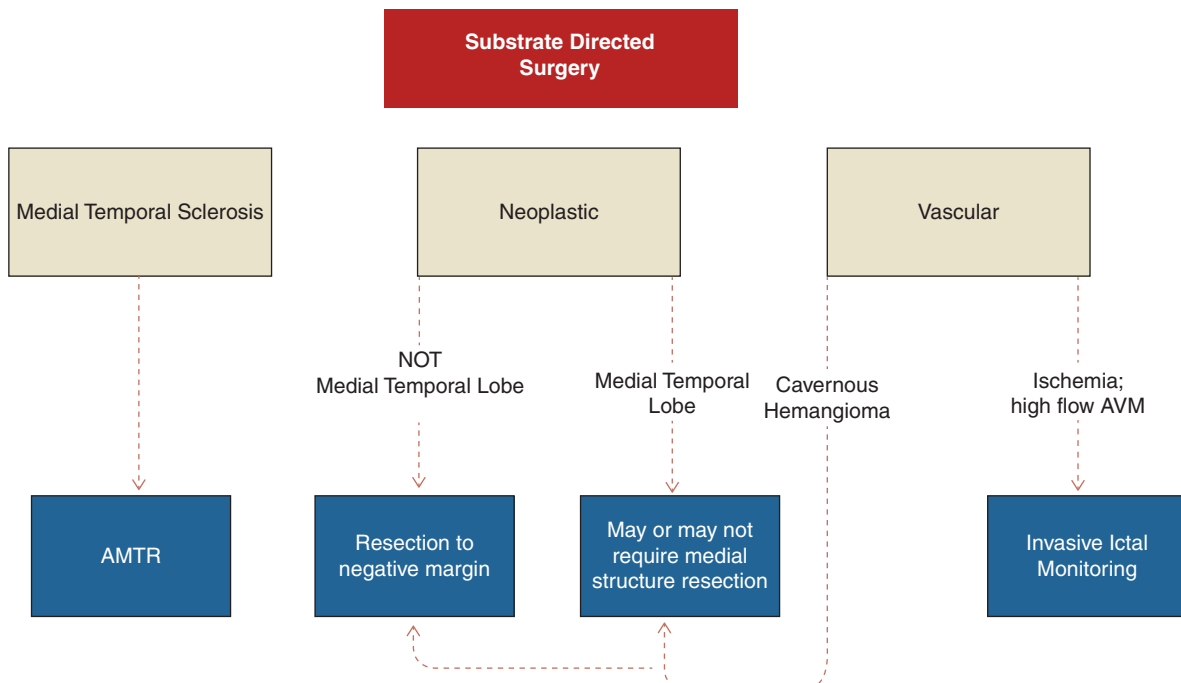 Substrate Directed
Surgery
Medial Temporal Sclerosis
Neoplastic
Vascular
NOT
Medial Temporal Lobe
Medial Temporal
Lobe
Cavernous
Hemangioma
Ischemia;
high flow AVM
AMTR
Resection to
negative margin
May or may not
require medial
structure resection
Invasive Ictal
Monitoring